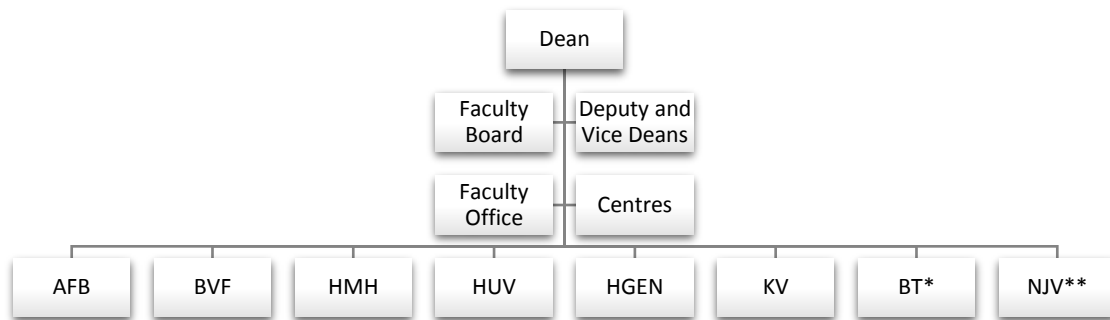 Dean
Faculty
Board
Deputy and
Vice Deans
Faculty
Office
Centres
AFB
BVF
HMH
HUV
HGEN
KV
BT*
NJV**